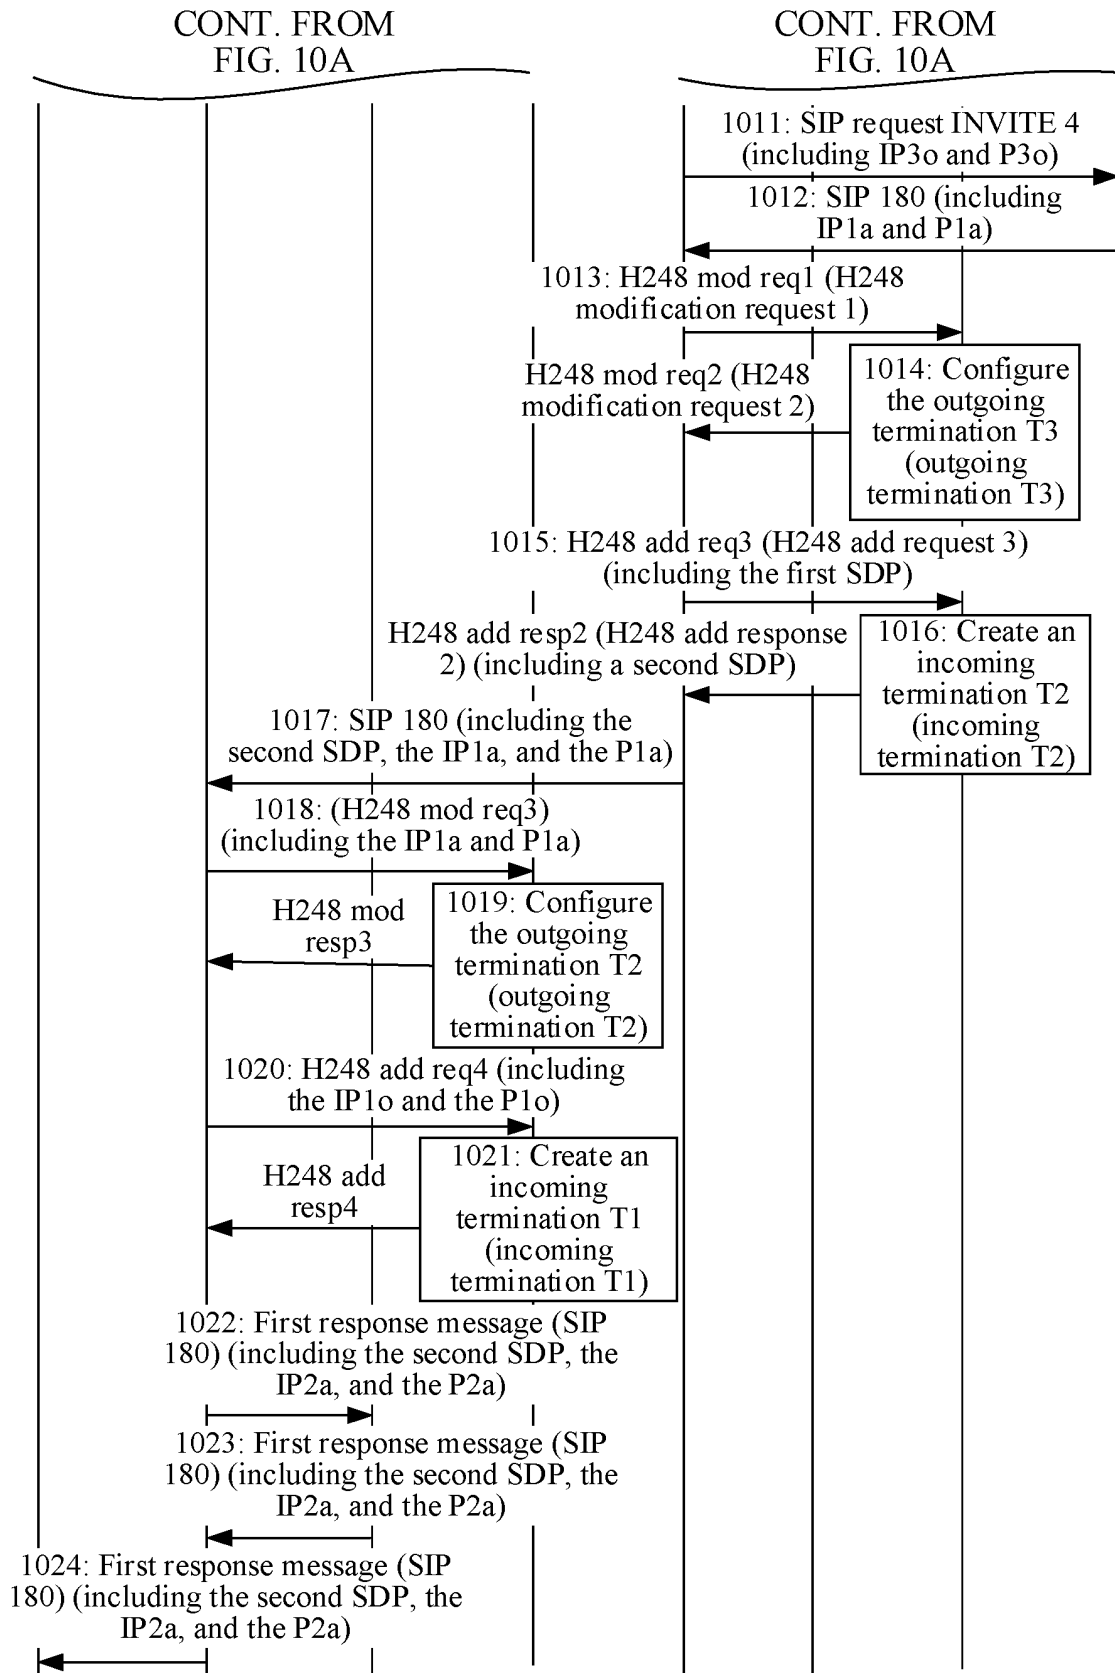 CONT. FROM
FIG. 10A
CONT. FROM
FIG. 10A
1011: SIP request INVITE 4
(including IP3o and P3o)
1012: SIP 180 (including
IP1a and P1a)
1013: H248 mod req1 (H248
modification request 1)
H248 mod req2 (H248
modification request 2)
1014: Configure
the outgoing
termination T3
(outgoing
termination T3)
1015: H248 add req3 (H248 add request 3)
(including the first SDP)
H248 add resp2 (H248 add response
2) (including a second SDP)
1016: Create an
incoming
termination T2
(incoming
termination T2)
1017: SIP 180 (including the
second SDP, the IP1a, and the P1a)
1018: (H248 mod req3)
(including the IP1a and P1a)
H248 mod
resp3
1019: Configure
the outgoing
termination T2
(outgoing
termination T2)
1020: H248 add req4 (including
the IP1o and the P1o)
H248 add
resp4
1021: Create an
incoming
termination T1
(incoming
termination T1)
1022: First response message (SIP
180) (including the second SDP, the
IP2a, and the P2a)
1023: First response message (SIP
180) (including the second SDP, the
IP2a, and the P2a)
1024: First response message (SIP
180) (including the second SDP, the
IP2a, and the P2a)